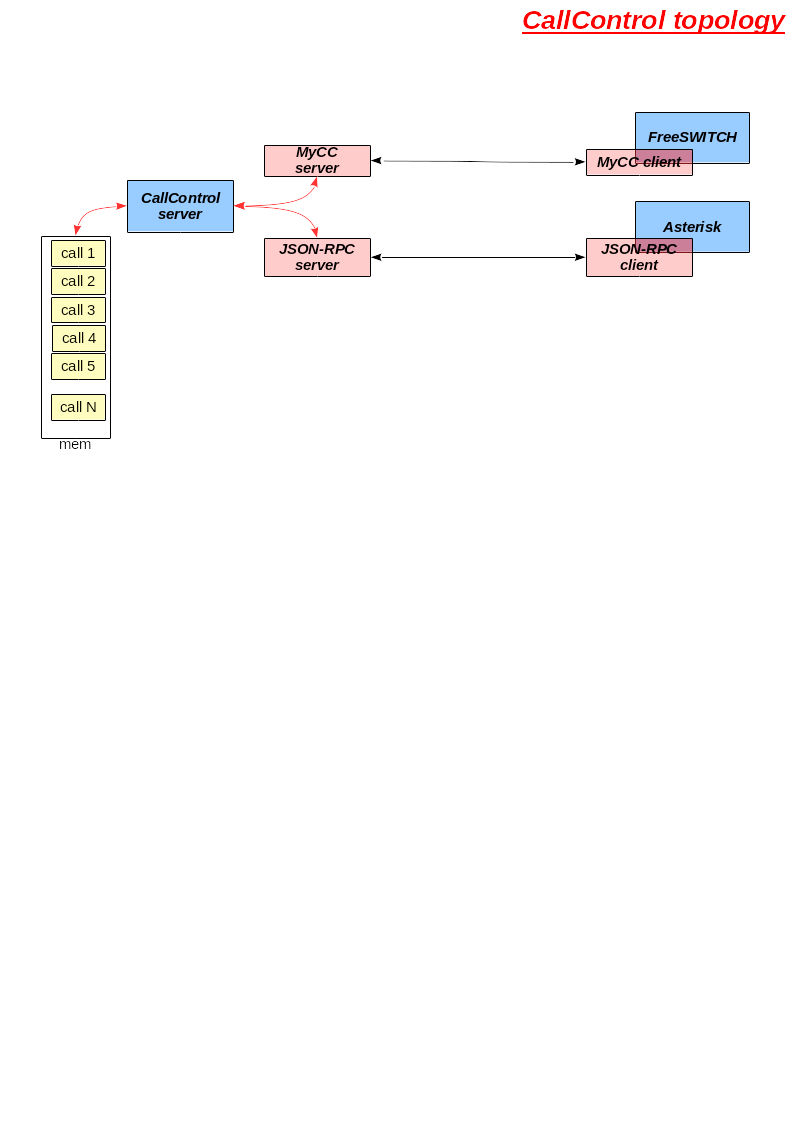 CallControl topology
FreeSWITCH
MyCC
server
MyCC client
CallControl
server
Asterisk
JSON-RPC
server
JSON-RPC
client
call 1
call 2
call 3
call 4
call 5
call N
mem